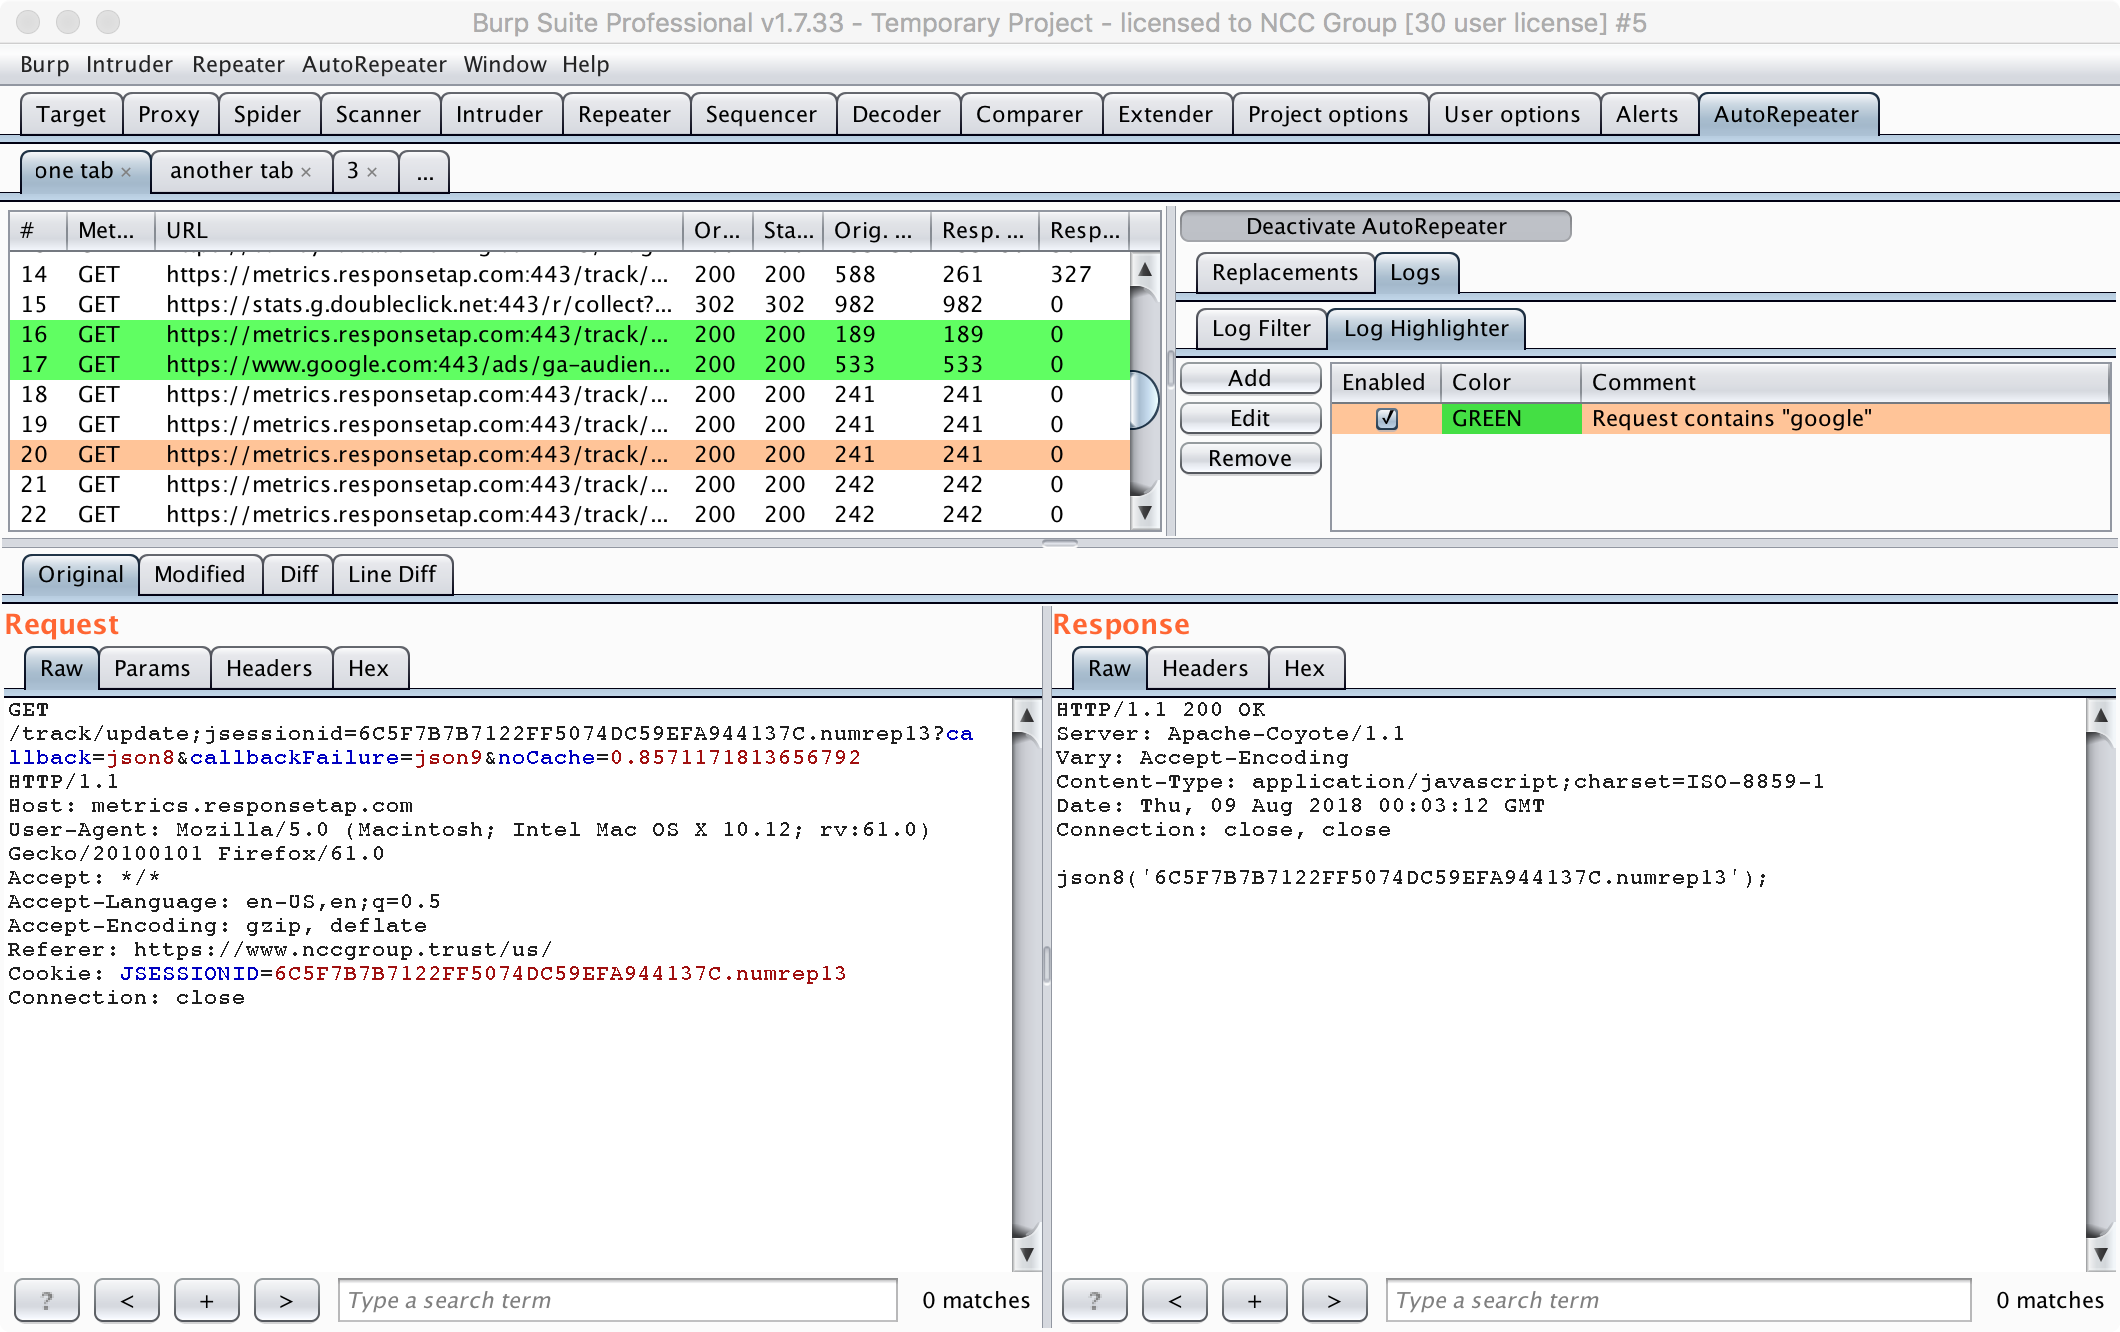 Burp Suite Professional v1.7.33 - Temporary Project - licensed to NCC Group [30 user license] #5
Burp Intruder Repeater AutoRepeater Window Help
Target Proxy Spider Scanner Intruder Repeater Sequencer Decoder Comparer Extender Project options User options Alerts AutoRepeater
one tab × another tab × 3 × ...
# Met... URL Or... Sta... Orig. ... Resp. ... Resp...
14 GET https://metrics.responsetap.com:443/track/... 200 200 588 261 327
15 GET https://stats.g.doubleclick.net:443/r/collect?... 302 302 982 982 0
16 GET https://metrics.responsetap.com:443/track/... 200 200 189 189 0
17 GET https://www.google.com:443/ads/ga-audien... 200 200 533 533 0
18 GET https://metrics.responsetap.com:443/track/... 200 200 241 241 0
19 GET https://metrics.responsetap.com:443/track/... 200 200 241 241 0
20 GET https://metrics.responsetap.com:443/track/... 200 200 241 241 0
21 GET https://metrics.responsetap.com:443/track/... 200 200 242 242 0
22 GET https://metrics.responsetap.com:443/track/... 200 200 242 242 0
Deactivate AutoRepeater
Replacements Logs
Log Filter Log Highlighter
Add
Edit
Remove
Enabled Color Comment
GREEN Request contains "google"
Original Modified Diff Line Diff
Request
Raw Params Headers Hex
GET
/track/update;jsessionid=6C5F7B7B7122FF5074DC59EFA944137C.numrep13?ca
llback=json8&callbackFailure=json9&noCache=0.8571171813656792
HTTP/1.1
Host: metrics.responsetap.com
User-Agent: Mozilla/5.0 (Macintosh; Intel Mac OS X 10.12; rv:61.0)
Gecko/20100101 Firefox/61.0
Accept: */*
Accept-Language: en-US,en;q=0.5
Accept-Encoding: gzip, deflate
Referer: https://www.nccgroup.trust/us/
Cookie: JSESSIONID=6C5F7B7B7122FF5074DC59EFA944137C.numrep13
Connection: close
? < + > Type a search term 0 matches
Response
Raw Headers Hex
HTTP/1.1 200 OK
Server: Apache-Coyote/1.1
Vary: Accept-Encoding
Content-Type: application/javascript;charset=ISO-8859-1
Date: Thu, 09 Aug 2018 00:03:12 GMT
Connection: close, close
json8('6C5F7B7B7122FF5074DC59EFA944137C.numrep13');
? < + > Type a search term 0 matches